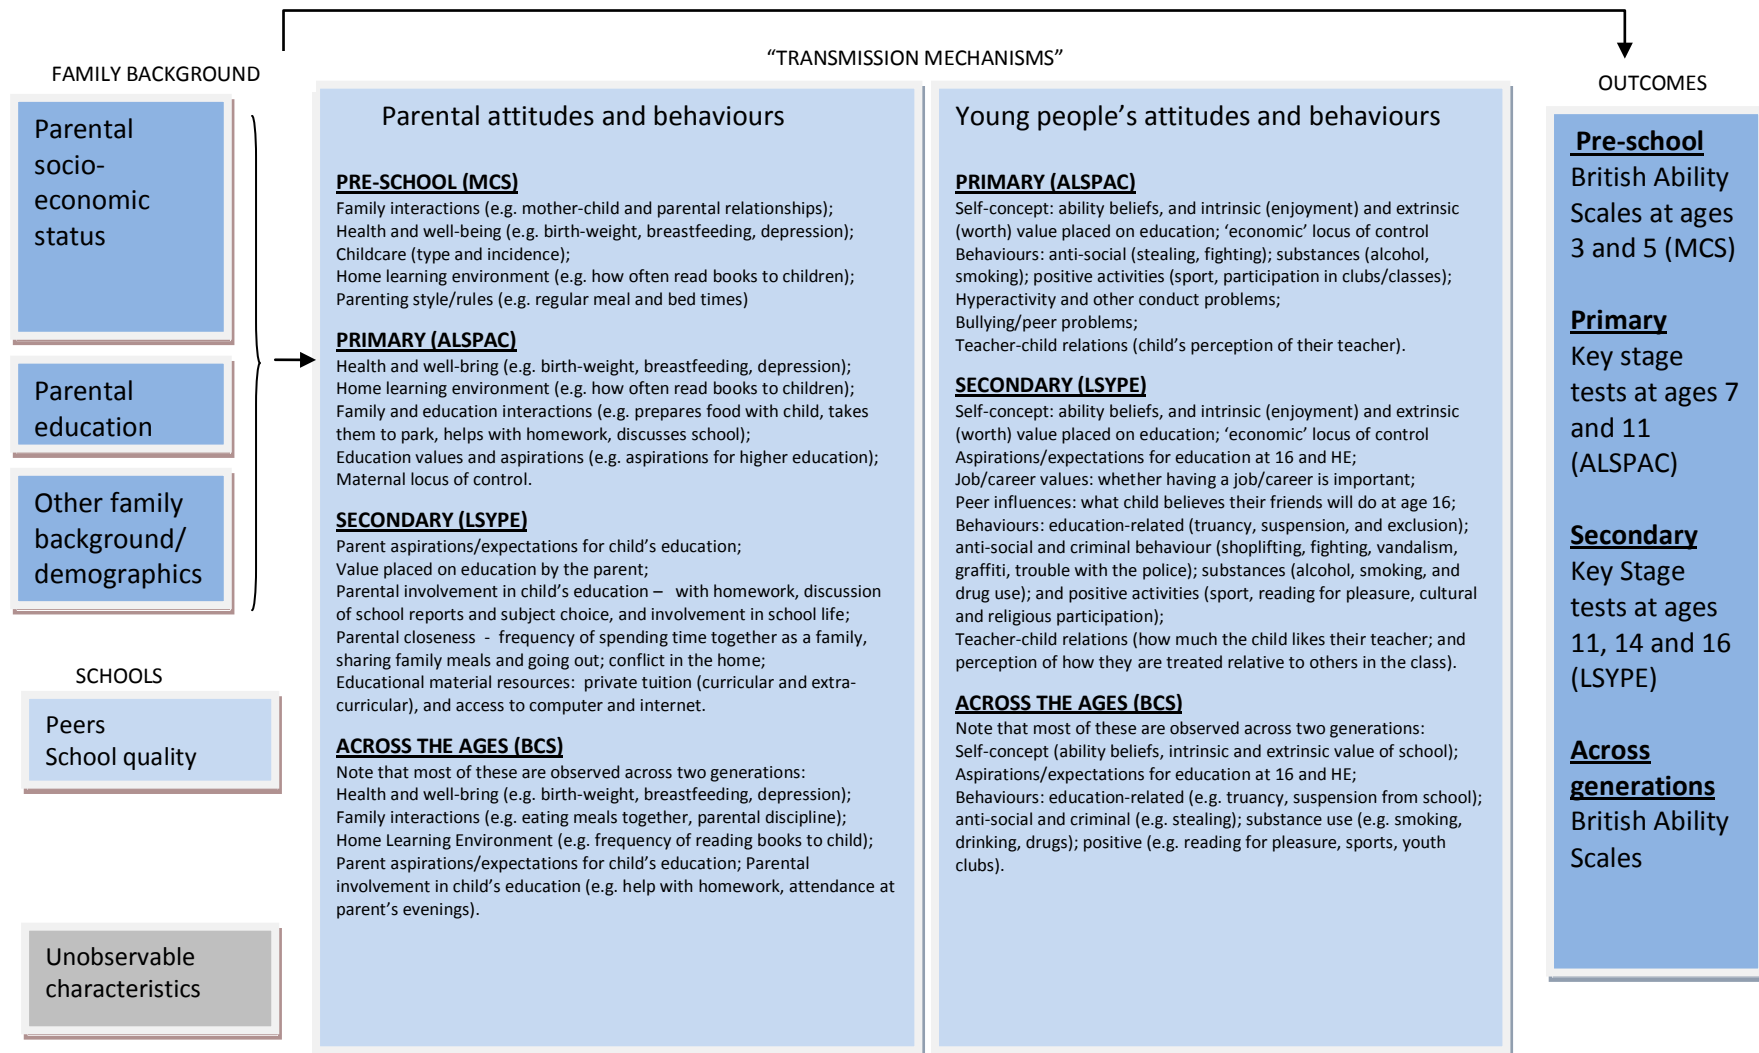 “TRANSMISSION MECHANISMS”
FAMILY BACKGROUND
Parental
socio-
economic
status
Parental
education
Other family
background/
demographics
SCHOOLS
Peers
School quality
Unobservable
characteristics
Parental attitudes and behaviours
PRE-SCHOOL (MCS)
Family interactions (e.g. mother-child and parental relationships);
Health and well-being (e.g. birth-weight, breastfeeding, depression);
Childcare (type and incidence);
Home learning environment (e.g. how often read books to children);
Parenting style/rules (e.g. regular meal and bed times)
PRIMARY (ALSPAC)
Health and well-bring (e.g. birth-weight, breastfeeding, depression);
Home learning environment (e.g. how often read books to children);
Family and education interactions (e.g. prepares food with child, takes
them to park, helps with homework, discusses school);
Education values and aspirations (e.g. aspirations for higher education);
Maternal locus of control.
SECONDARY (LSYPE)
Parent aspirations/expectations for child’s education;
Value placed on education by the parent;
Parental involvement in child’s education – with homework, discussion
of school reports and subject choice, and involvement in school life;
Parental closeness - frequency of spending time together as a family,
sharing family meals and going out; conflict in the home;
Educational material resources: private tuition (curricular and extra-
curricular), and access to computer and internet.
ACROSS THE AGES (BCS)
Note that most of these are observed across two generations:
Health and well-bring (e.g. birth-weight, breastfeeding, depression);
Family interactions (e.g. eating meals together, parental discipline);
Home Learning Environment (e.g. frequency of reading books to child);
Parent aspirations/expectations for child’s education; Parental
involvement in child’s education (e.g. help with homework, attendance at
parent’s evenings).
Young people’s attitudes and behaviours
PRIMARY (ALSPAC)
Self-concept: ability beliefs, and intrinsic (enjoyment) and extrinsic
(worth) value placed on education; ‘economic’ locus of control
Behaviours: anti-social (stealing, fighting); substances (alcohol,
smoking); positive activities (sport, participation in clubs/classes);
Hyperactivity and other conduct problems;
Bullying/peer problems;
Teacher-child relations (child’s perception of their teacher).
SECONDARY (LSYPE)
Self-concept: ability beliefs, and intrinsic (enjoyment) and extrinsic
(worth) value placed on education; ‘economic’ locus of control
Aspirations/expectations for education at 16 and HE;
Job/career values: whether having a job/career is important;
Peer influences: what child believes their friends will do at age 16;
Behaviours: education-related (truancy, suspension, and exclusion);
anti-social and criminal behaviour (shoplifting, fighting, vandalism,
graffiti, trouble with the police); substances (alcohol, smoking, and
drug use); and positive activities (sport, reading for pleasure, cultural
and religious participation);
Teacher-child relations (how much the child likes their teacher; and
perception of how they are treated relative to others in the class).
ACROSS THE AGES (BCS)
Note that most of these are observed across two generations:
Self-concept (ability beliefs, intrinsic and extrinsic value of school);
Aspirations/expectations for education at 16 and HE;
Behaviours: education-related (e.g. truancy, suspension from school);
anti-social and criminal (e.g. stealing); substance use (e.g. smoking,
drinking, drugs); positive (e.g. reading for pleasure, sports, youth
clubs).
OUTCOMES
Pre-school
British Ability
Scales at ages
3 and 5 (MCS)
Primary
Key stage
tests at ages 7
and 11
(ALSPAC)
Secondary
Key Stage
tests at ages
11, 14 and 16
(LSYPE)
Across
generations
British Ability
Scales